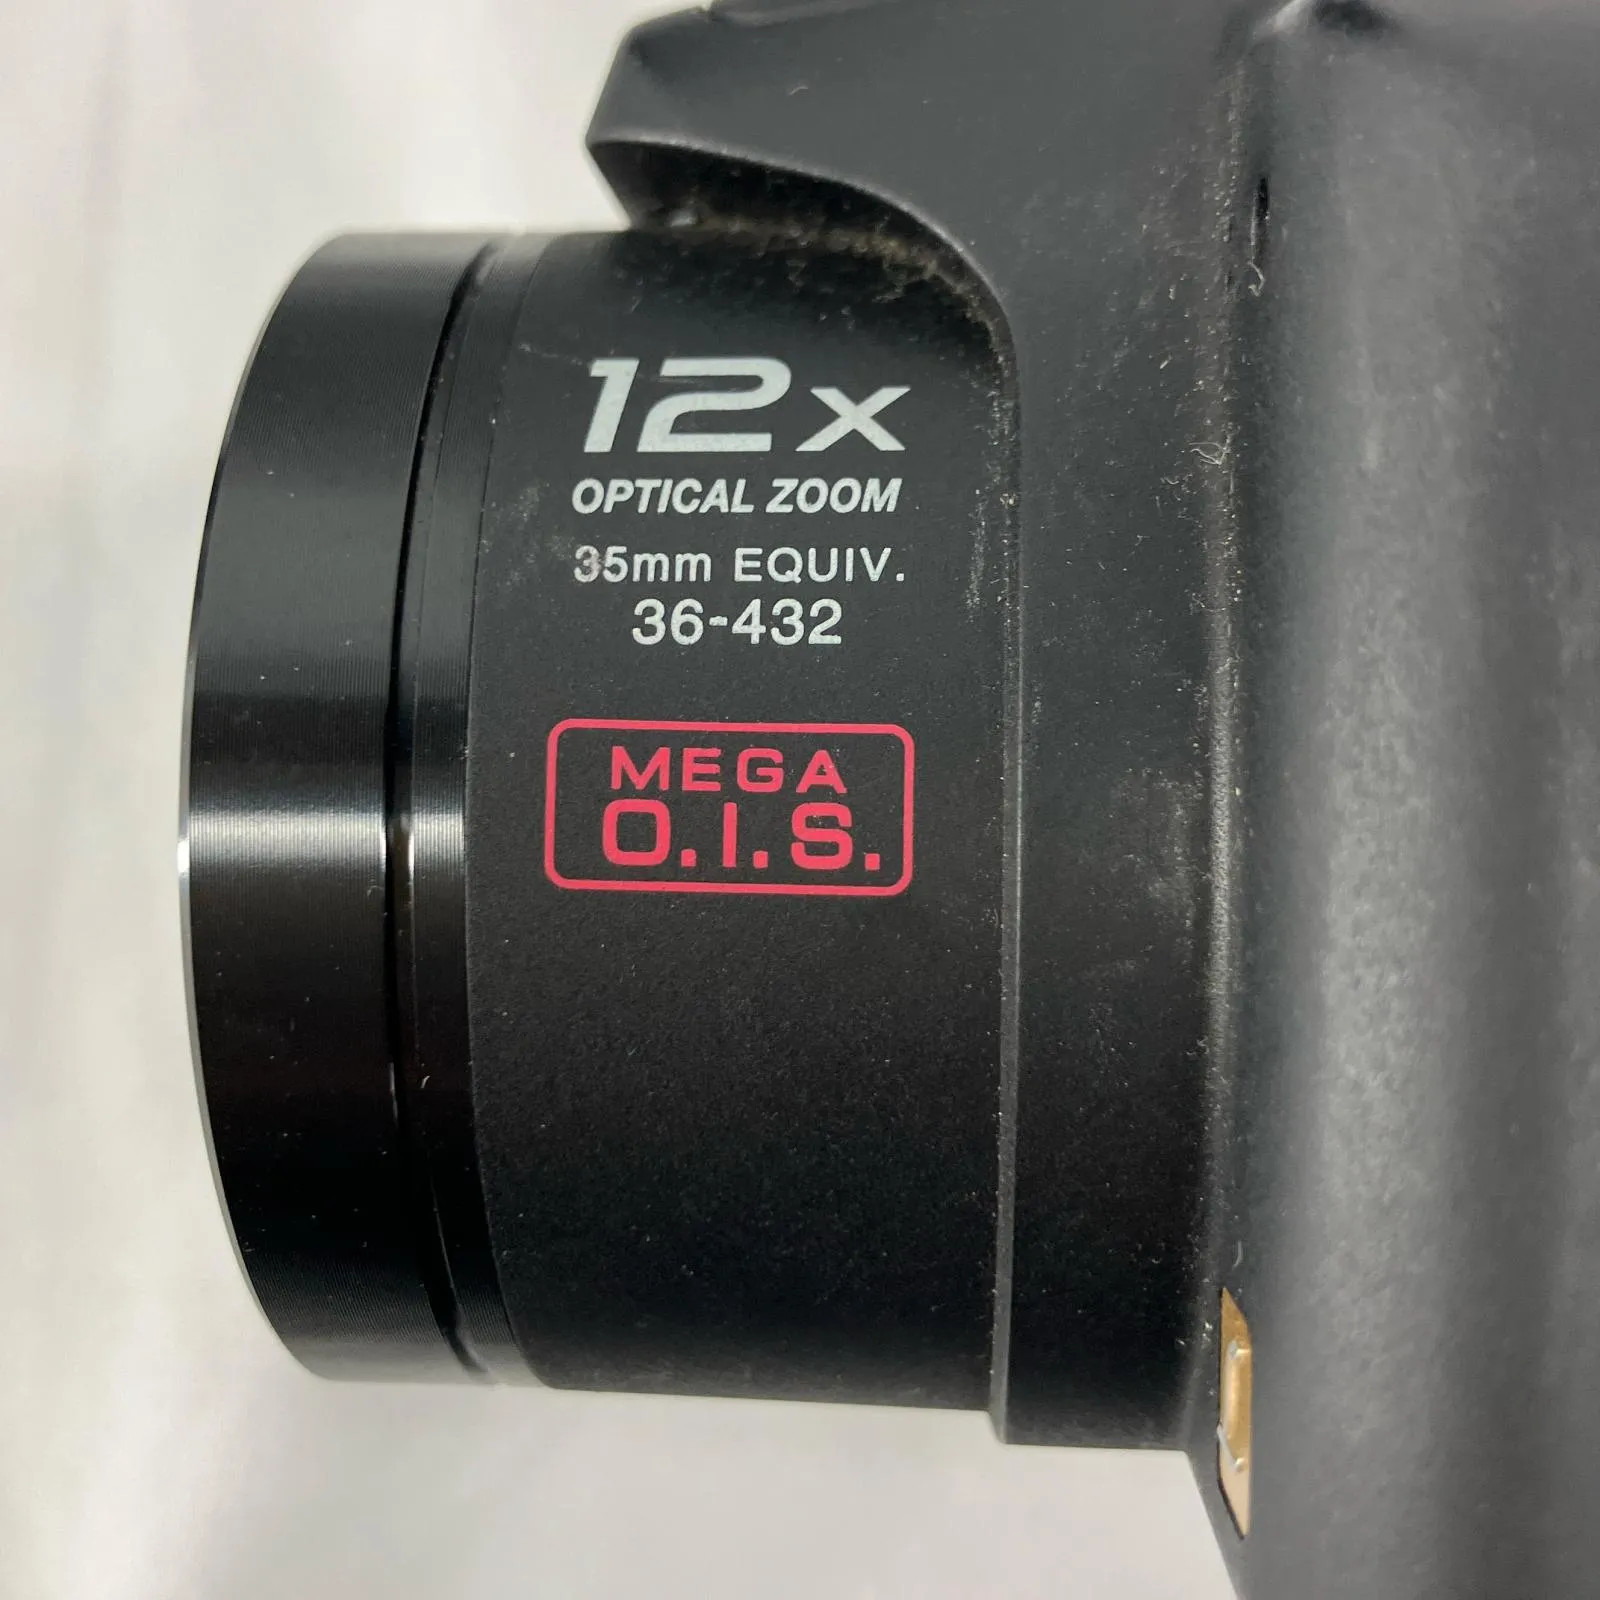 12x
OPTICAL ZOOM
35mm EQUIV.
36-432
MEGA
O.I.S.